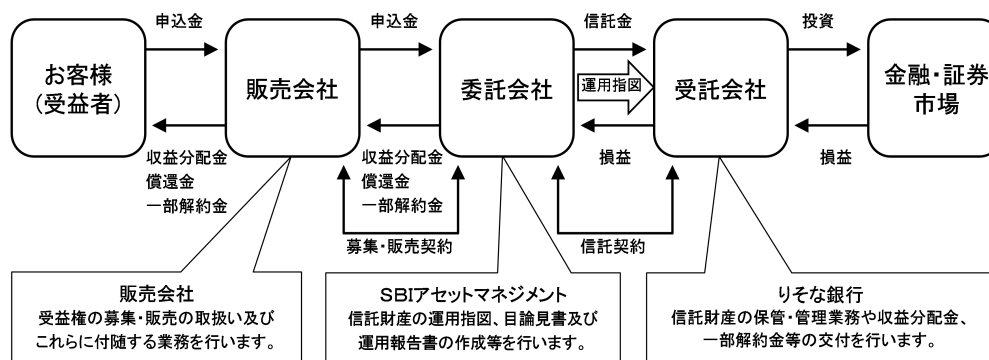 申込金
申込金
信託金
投資
お客様
(受益者)
販売会社
委託会社
運用指図
受託会社
金融・証券
市場
収益分配金
償還金
一部解約金
収益分配金
償還金
一部解約金
損益
損益
募集・販売契約
信託契約
販売会社
受益権の募集・販売の取扱い及び
これらに付随する業務を行います。
SBIアセットマネジメント
信託財産の運用指図、目論見書及び
運用報告書の作成等を行います。
りそな銀行
信託財産の保管・管理業務や収益分配金、
一部解約金等の交付を行います。